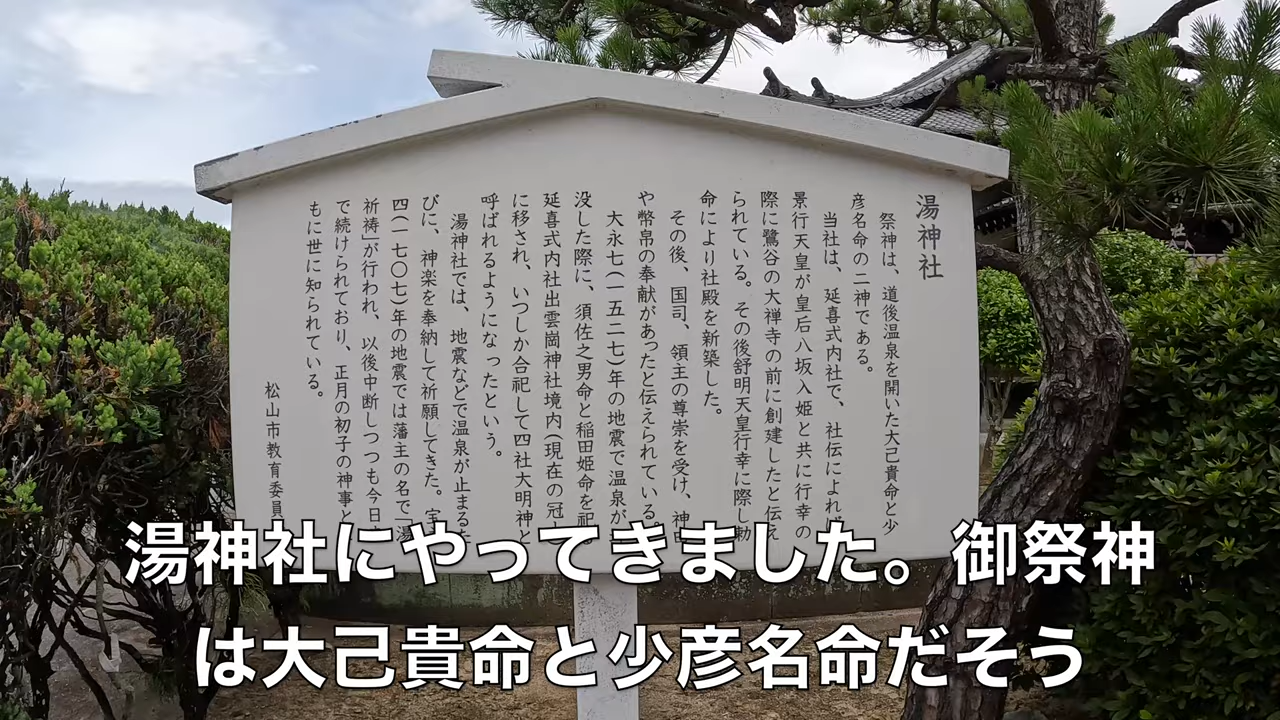 湯神社
祭神は、道後温泉を開いた大己貴命と少
彦名命の二神である。
当社は、延喜式内社で、社伝によれ
景行天皇が皇后八坂入姫と共に行幸の
際に鷺谷の大禅寺の前に創建したと伝え
られている。その後舒明天皇行幸に際し勅
命により社殿を新築した。
その後、国司、領主の尊崇を受け、神
や幣帛の奉献があったと伝えられている。
大永七(一五二七)年の地震で温泉が
没した際に、須佐之男命と稲田姫命を祀
延喜式内社出雲崗神社境内(現在の冠
に移され、いつしか合祀して四社大明神と
呼ばれるようになったという。
湯神社では、地震などで温泉が止まるた
びに、神楽を奉納して祈願してきた。宝
四(一七〇七)年の地震では藩主の名で「湯
祈祷」が行われ、以後中断しつつも今日
で続けられており、正月の初子の神事と
もに世に知られている。
松山市教育委員
湯神社にやってきました。御祭神
は大己貴命と少彦名命だそう